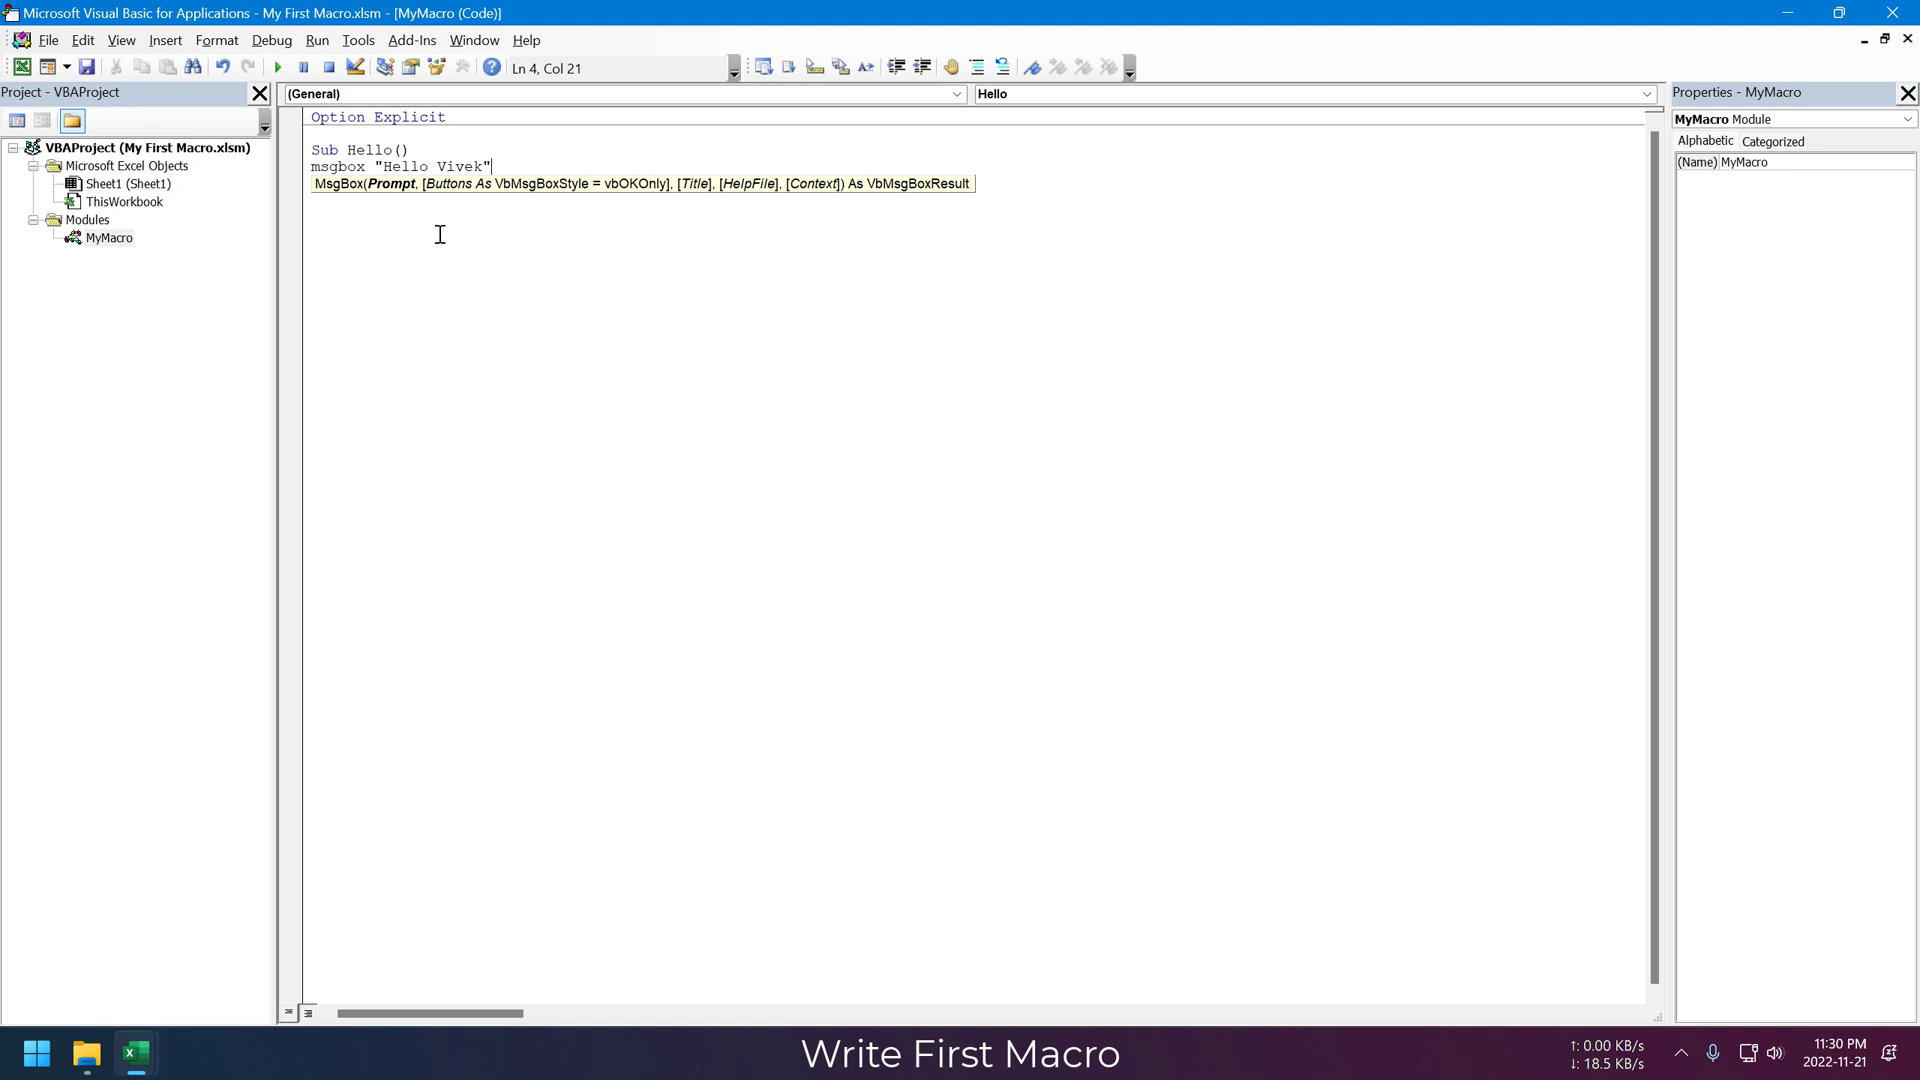 Microsoft Visual Basic for Applications - My First Macro.xlsm - [MyMacro (Code)]
File Edit View Insert Format Debug Run Tools Add-Ins Window Help
Ln 4, Col 21
Project - VBAProject
(General)
Hello
Properties - MyMacro
MyMacro Module
Alphabetic Categorized
(Name) MyMacro
VBAProject (My First Macro.xlsm)
Microsoft Excel Objects
Sheet1 (Sheet1)
ThisWorkbook
Modules
MyMacro
Option Explicit
Sub Hello()
msgbox "Hello Vivek"
MsgBox(Prompt, [Buttons As VbMsgBoxStyle = vbOKOnly], [Title], [HelpFile], [Context]) As VbMsgBoxResult
Write First Macro
↑: 0.00 KB/s
↓: 18.5 KB/s
11:30 PM
2022-11-21